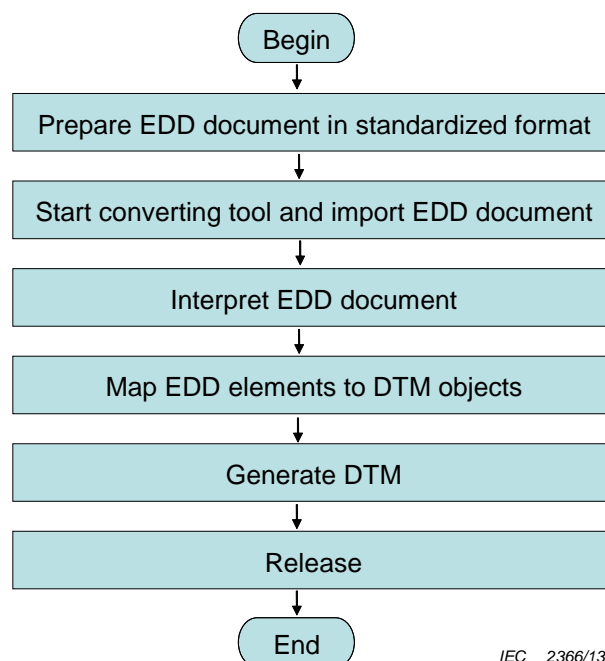 Begin
Prepare EDD document in standardized format
Start converting tool and import EDD document
Interpret EDD document
Map EDD elements to DTM objects
Generate DTM
Release
End
IEC 2366/13